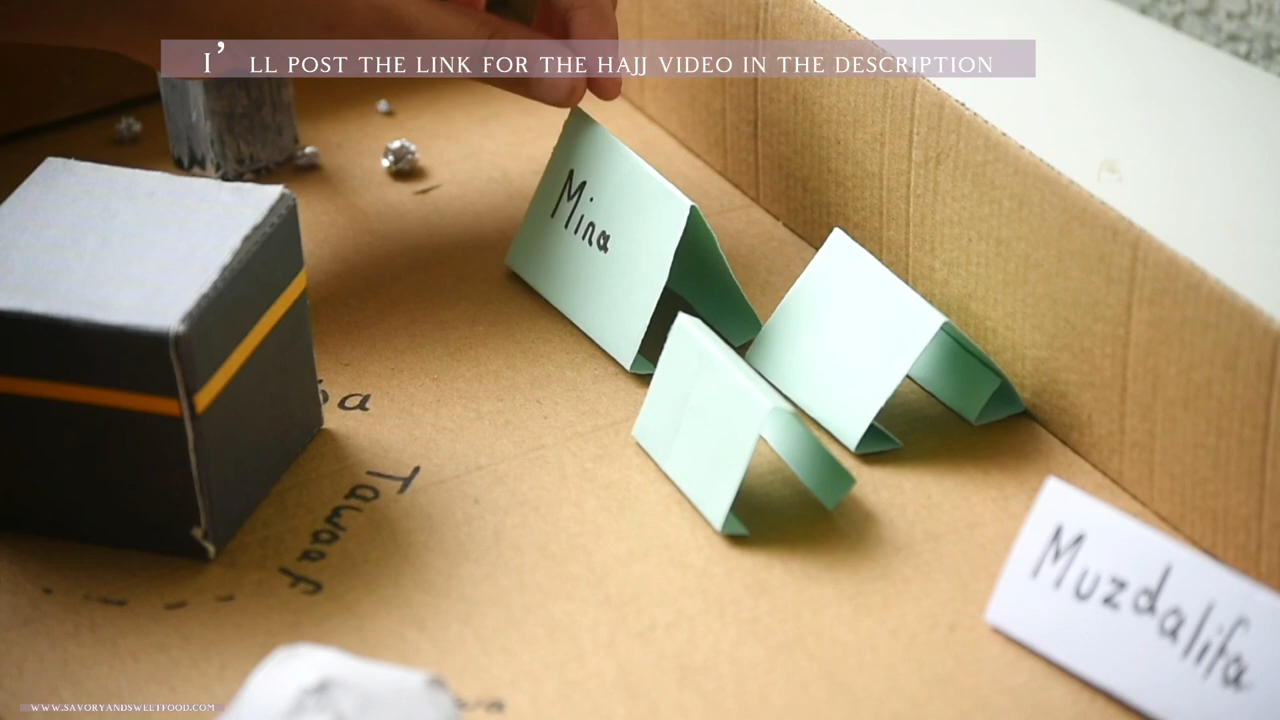 I’ LL POST THE LINK FOR THE HAJJ VIDEO IN THE DESCRIPTION
Mina
Tawaaf
Muzdalifa
WWW.SAVORYANDSWEETFOOD.COM